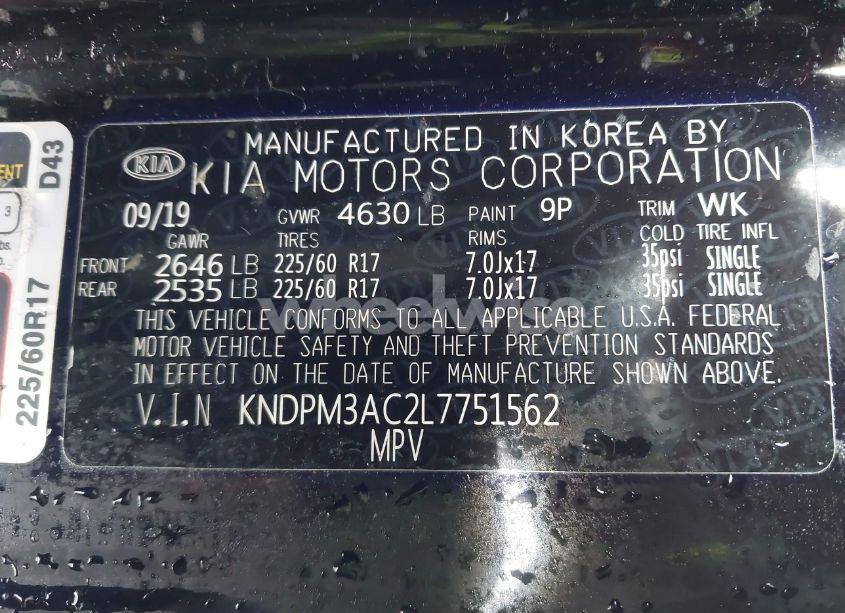 MANUFACTURED IN KOREA BY
KIA KIA MOTORS CORPORATION
09/19 GVWR 4630 LB PAINT 9P TRIM WK
GAWR TIRES RIMS COLD TIRE INFL
FRONT 2646 LB 225/60 R17 7.0Jx17 35psi SINGLE
REAR 2535 LB 225/60 R17 7.0Jx17 35psi SINGLE
THIS VEHICLE CONFORMS TO ALL APPLICABLE U.S.A. FEDERAL
MOTOR VEHICLE SAFETY AND THEFT PREVENTION STANDARDS
IN EFFECT ON THE DATE OF MANUFACTURE SHOWN ABOVE.
V.I.N KNDPM3AC2L7751562
MPV
D43
225/60R17
3
wheelwise